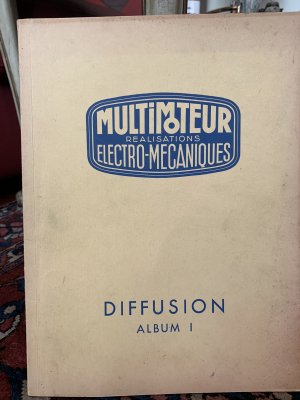 MULTIMOTEUR
REALISATIONS
ELECTRO-MECANIQUES
DIFFUSION
ALBUM I